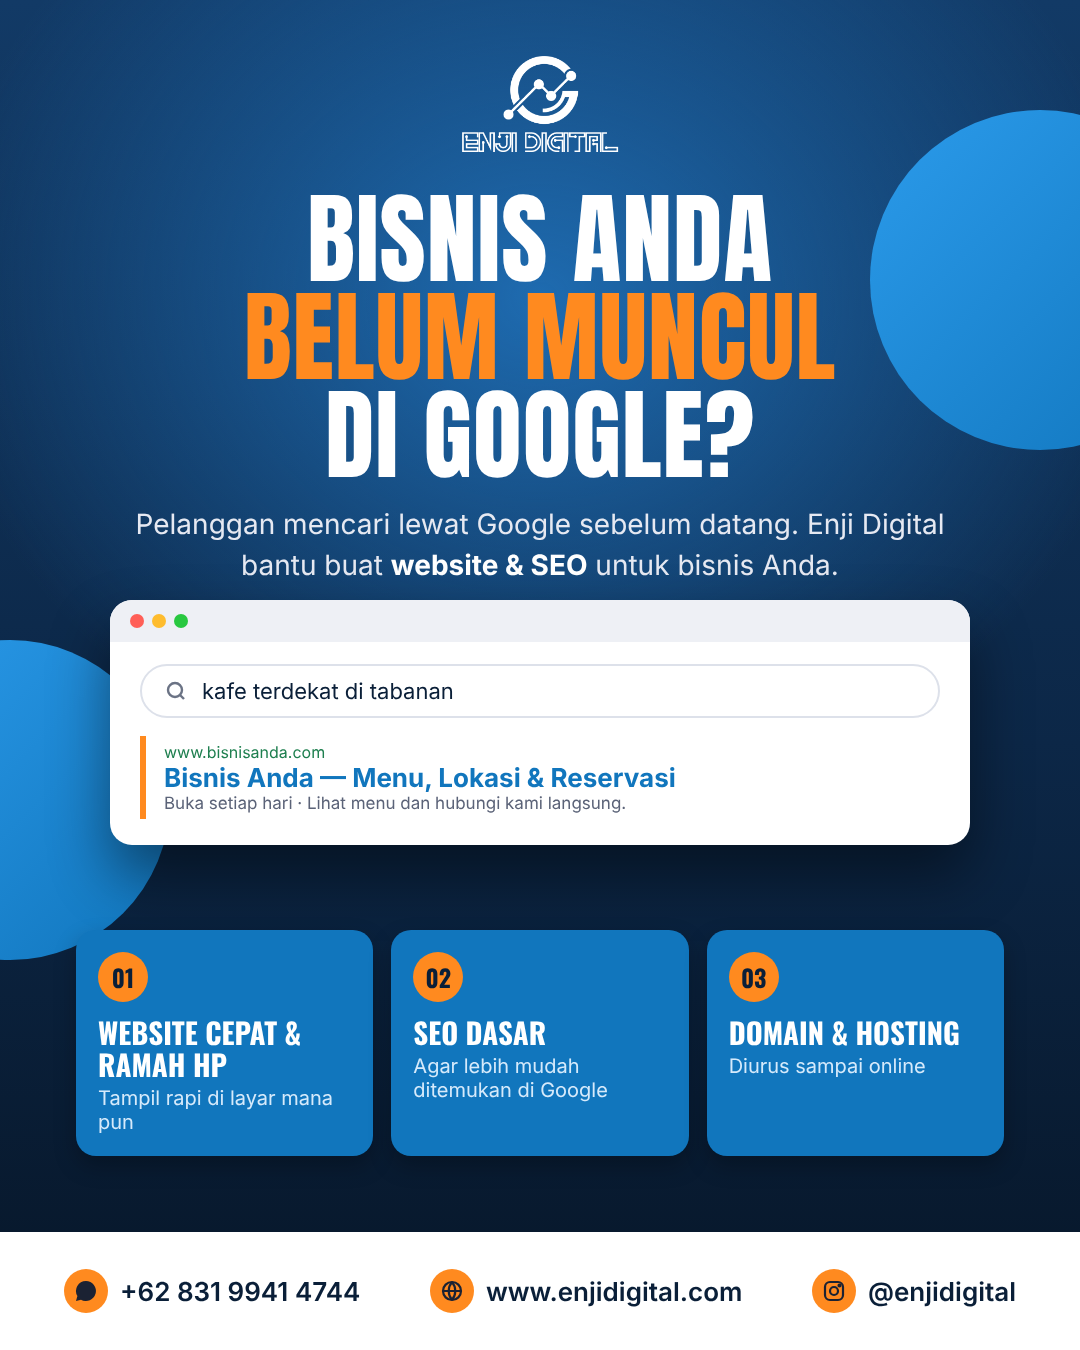 ENJI DIGITAL
BISNIS ANDA
BELUM MUNCUL
DI GOOGLE?
Pelanggan mencari lewat Google sebelum datang. Enji Digital
bantu buat website & SEO untuk bisnis Anda.
kafe terdekat di tabanan
www.bisnisanda.com
Bisnis Anda — Menu, Lokasi & Reservasi
Buka setiap hari · Lihat menu dan hubungi kami langsung.
01
WEBSITE CEPAT &
RAMAH HP
Tampil rapi di layar mana
pun
02
SEO DASAR
Agar lebih mudah
ditemukan di Google
03
DOMAIN & HOSTING
Diurus sampai online
+62 831 9941 4744
www.enjidigital.com
@enjidigital